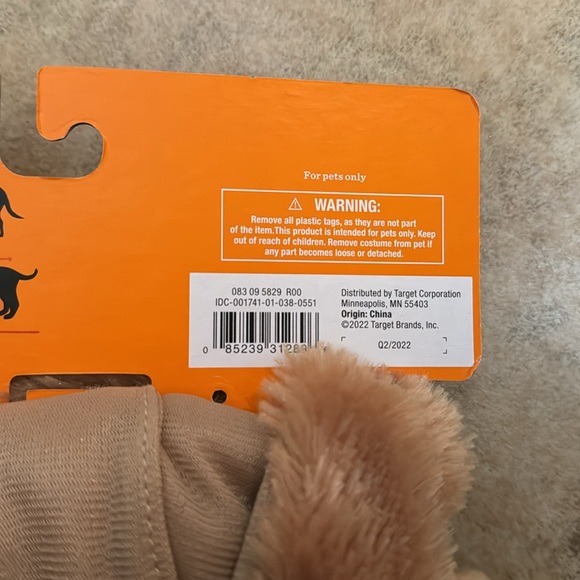 For pets only
⚠ WARNING:
Remove all plastic tags, as they are not part
of the item.This product is intended for pets only. Keep
out of reach of children. Remove costume from pet if
any part becomes loose or detached.
083 09 5829 R00
IDC-001741-01-038-0551
0 85239
Distributed by Target Corporation
Minneapolis, MN 55403
Origin: China
©2022 Target Brands, Inc.
Q2/2022